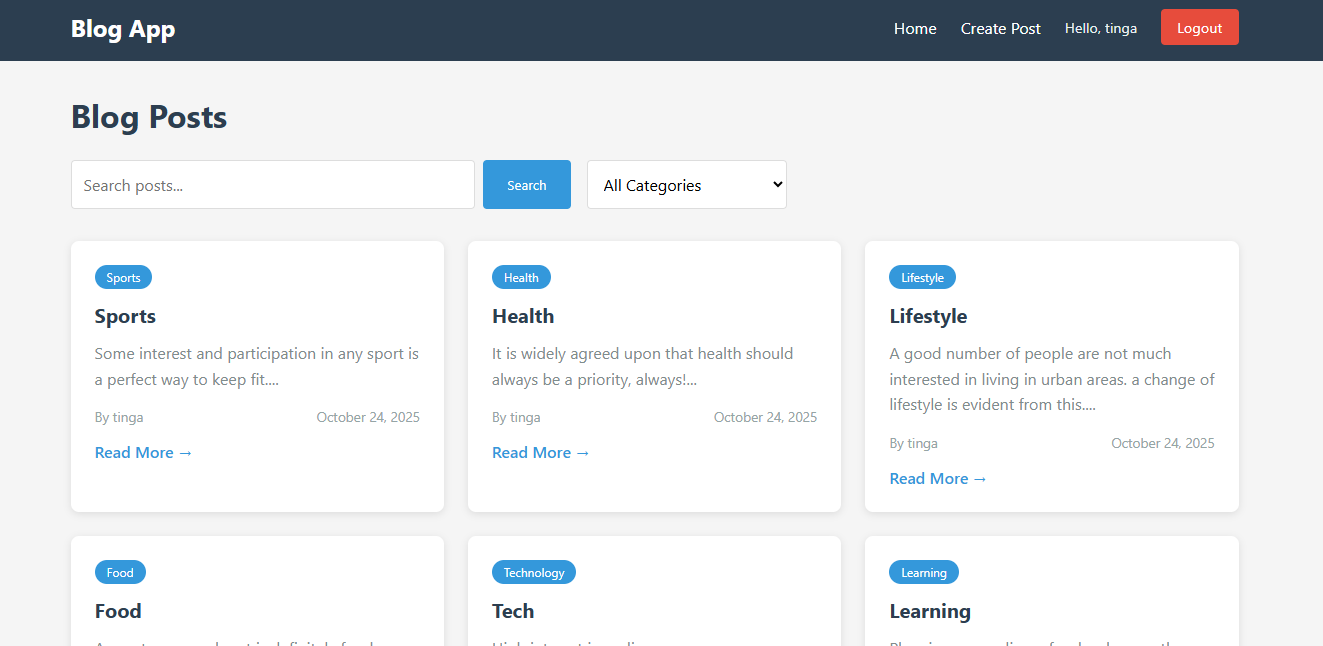 Blog App
Home Create Post Hello, tinga Logout
Blog Posts
Search posts... Search All Categories
Sports
Sports
Some interest and participation in any sport is
a perfect way to keep fit....
By tinga October 24, 2025
Read More →
Health
Health
It is widely agreed upon that health should
always be a priority, always!...
By tinga October 24, 2025
Read More →
Lifestyle
Lifestyle
A good number of people are not much
interested in living in urban areas. a change of
lifestyle is evident from this....
By tinga October 24, 2025
Read More →
Food
Food
Technology
Tech
Learning
Learning